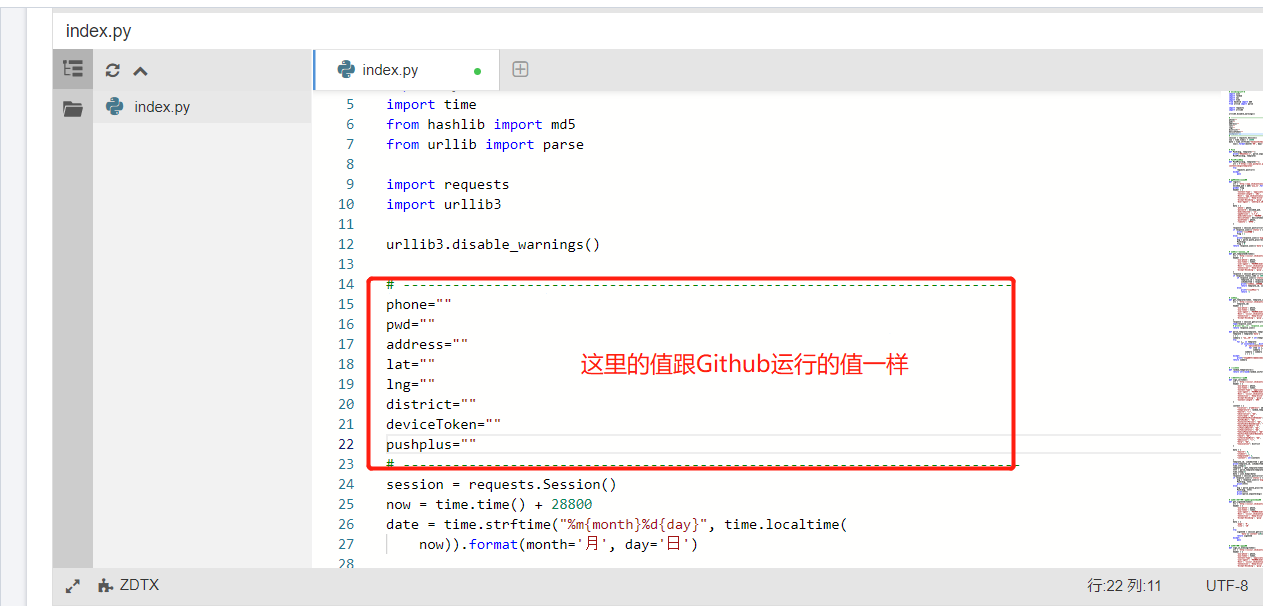 index.py
index.py
index.py
5 import time
6 from hashlib import md5
7 from urllib import parse
8
9 import requests
10 import urllib3
11
12 urllib3.disable_warnings()
13
14 # ---------------------------------------------------------------------------
15 phone=""
16 pwd=""
17 address=""
18 lat=""
这里的值跟Github运行的值一样
19 lng=""
20 district=""
21 deviceToken=""
22 pushplus=""
23 # ---------------------------------------------------------------------------
24 session = requests.Session()
25 now = time.time() + 28800
26 date = time.strftime("%m{month}%d{day}", time.localtime(
27 now)).format(month='月', day='日')
28
ZDTX 行:22 列:11 UTF-8